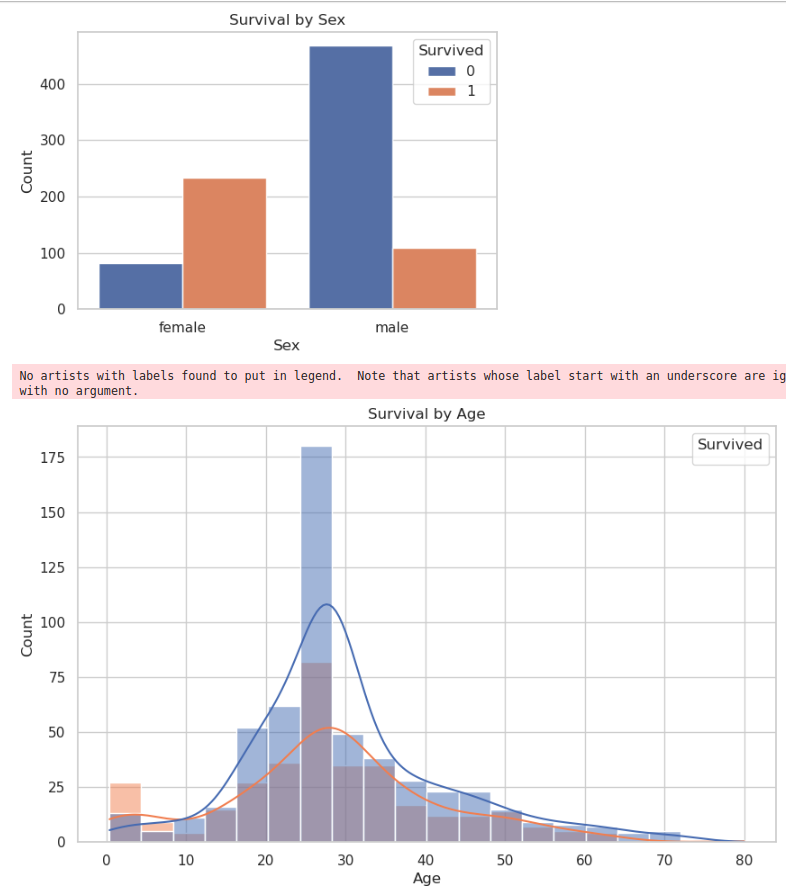 Survival by Sex
Survived
0
1
400
300
200
100
0
Count
female male
Sex
No artists with labels found to put in legend.  Note that artists whose label start with an underscore are ig
with no argument.
Survival by Age
Survived
175
150
125
100
75
50
25
0
Count
0 10 20 30 40 50 60 70 80
Age